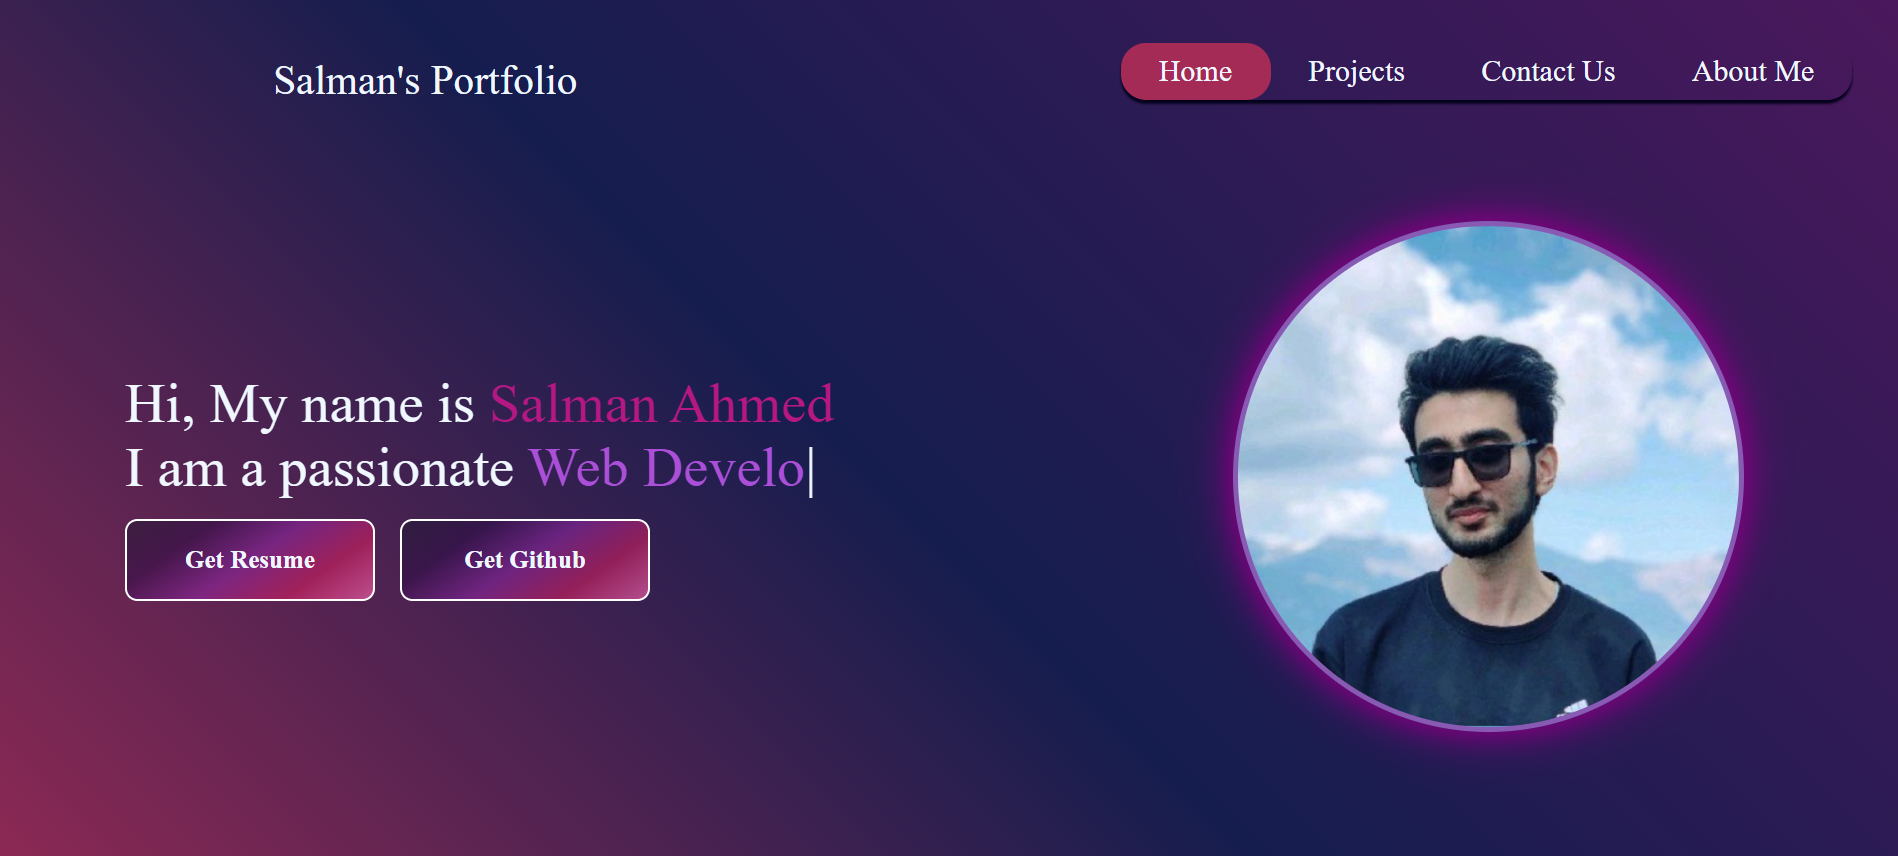 Salman's Portfolio
Home Projects Contact Us About Me
Hi, My name is Salman Ahmed
I am a passionate Web Develo|
Get Resume Get Github